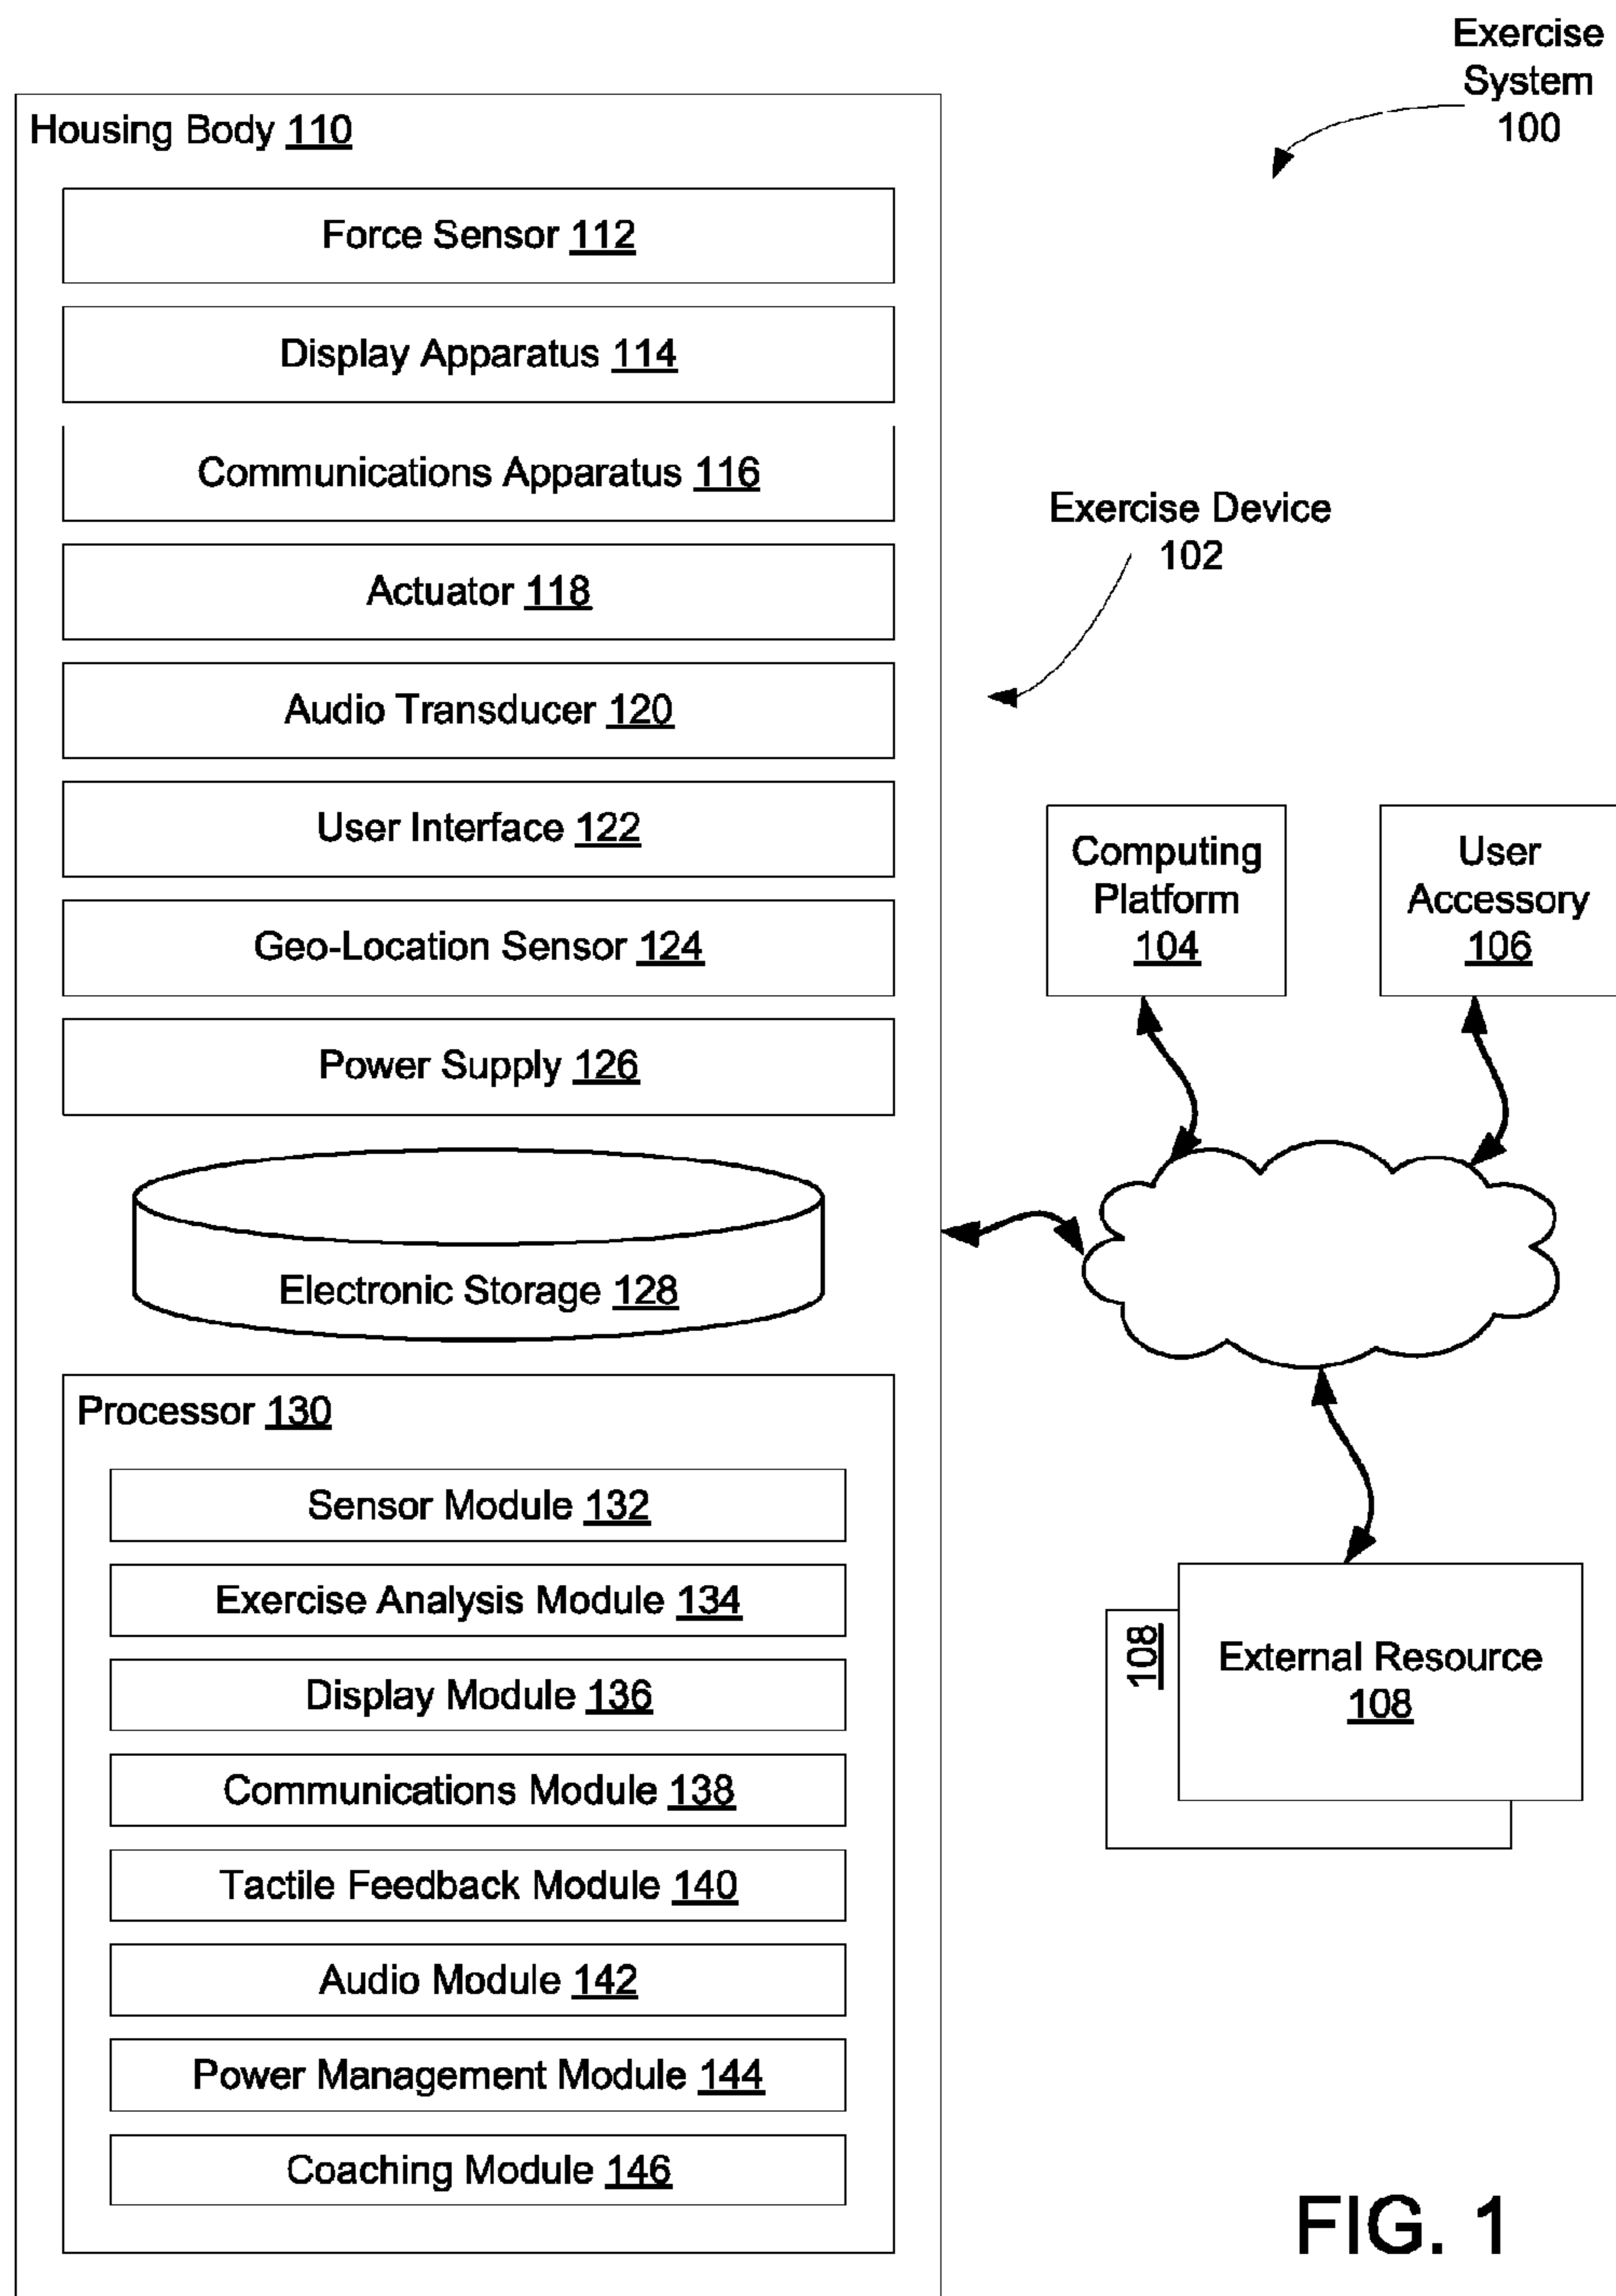 Exercise
System
100
Housing Body 110
Force Sensor 112
Display Apparatus 114
Communications Apparatus 116
Actuator 118
Audio Transducer 120
User Interface 122
Geo-Location Sensor 124
Power Supply 126
Electronic Storage 128
Processor 130
Sensor Module 132
Exercise Analysis Module 134
Display Module 136
Communications Module 138
Tactile Feedback Module 140
Audio Module 142
Power Management Module 144
Coaching Module 146
Exercise Device
102
Computing
Platform
104
User
Accessory
106
108
External Resource
108
FIG. 1